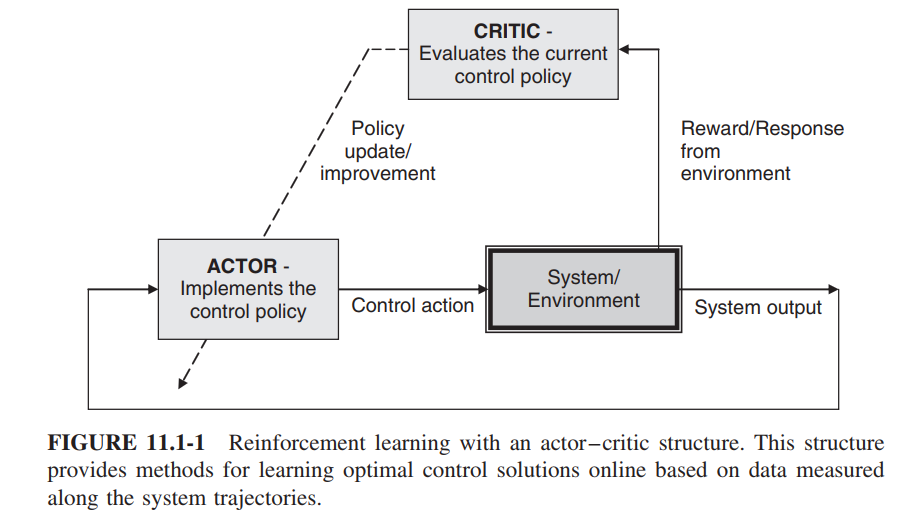 CRITIC -
Evaluates the current
control policy
Policy
update/
improvement
Reward/Response
from
environment
ACTOR -
Implements the
control policy
Control action
System/
Environment
System output
FIGURE 11.1-1 Reinforcement learning with an actor–critic structure. This structure
provides methods for learning optimal control solutions online based on data measured
along the system trajectories.